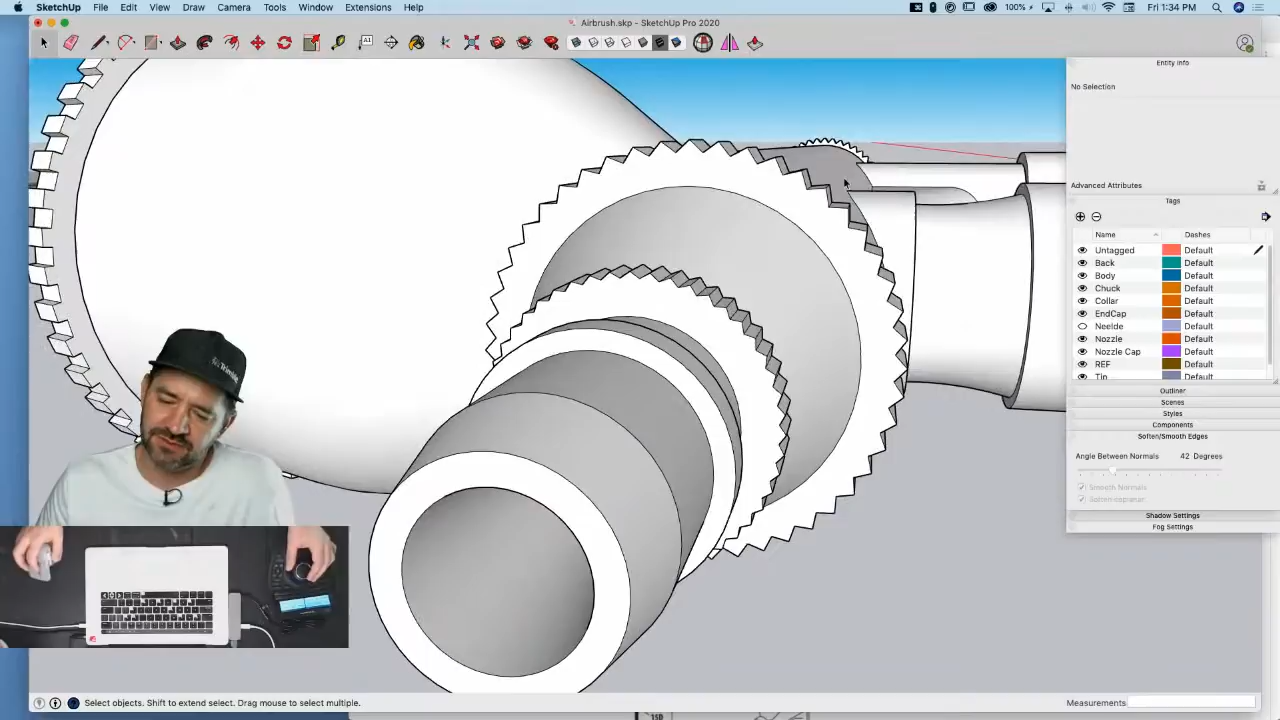 SketchUp File Edit View Draw Camera Tools Window Extensions Help
100% Fri 1:34 PM
Airbrush.skp - SketchUp Pro 2020
A1
Entity Info
No Selection
Advanced Attributes
Tags
Name Dashes
Untagged Default
Back Default
Body Default
Chuck Default
Collar Default
EndCap Default
Neelde Default
Nozzle Default
Nozzle Cap Default
REF Default
Tip Default
Outliner
Scenes
Styles
Components
Soften/Smooth Edges
Angle Between Normals 42 Degrees
Smooth Normals
Soften coplanar
Shadow Settings
Fog Settings
Select objects. Shift to extend select. Drag mouse to select multiple.
Measurements